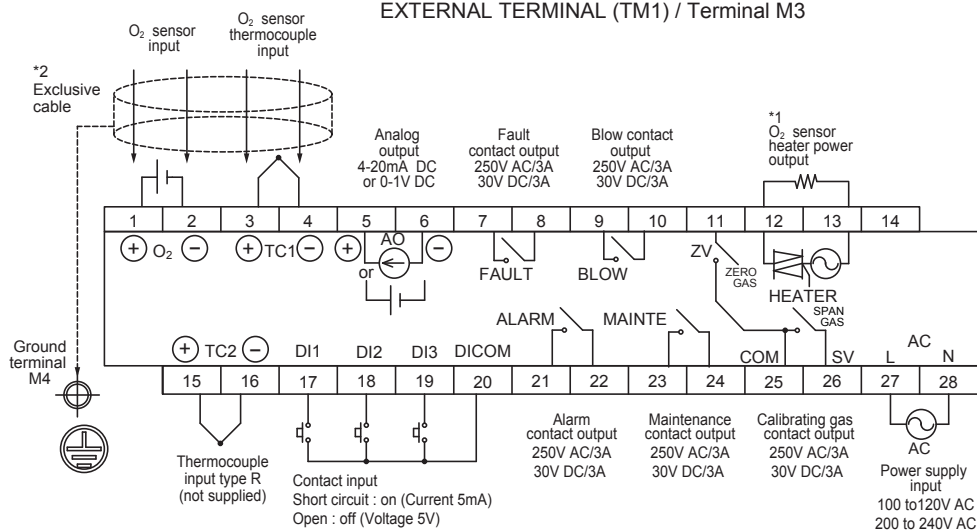 EXTERNAL TERMINAL (TM1) / Terminal M3
O2 sensor
input
O2 sensor
thermocouple
input
*2
Exclusive
cable
Analog
output
4-20mA DC
or 0-1V DC
Fault
contact output
250V AC/3A
30V DC/3A
Blow contact
output
250V AC/3A
30V DC/3A
*1
O2 sensor
heater power
output
1 2 3 4 5 6 7 8 9 10 11 12 13 14
+ O2 −
+ TC1 −
+ AO −
or
FAULT
BLOW
ZV
ZERO
GAS
HEATER
SPAN
GAS
ALARM
MAINTE
+ TC2 −
DI1 DI2 DI3 DICOM
COM SV L AC N
15 16 17 18 19 20 21 22 23 24 25 26 27 28
Ground
terminal
M4
Thermocouple
input type R
(not supplied)
Contact input
Short circuit : on (Current 5mA)
Open : off (Voltage 5V)
Alarm
contact output
250V AC/3A
30V DC/3A
Maintenance
contact output
250V AC/3A
30V DC/3A
Calibrating gas
contact output
250V AC/3A
30V DC/3A
AC
Power supply
input
100 to120V AC
200 to 240V AC